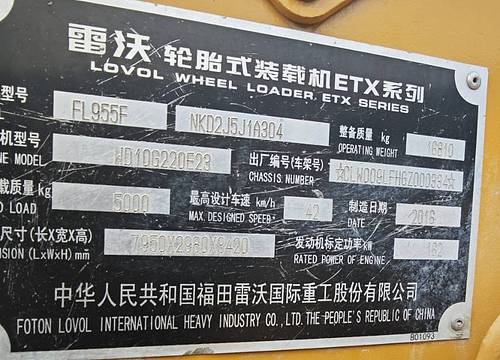 雷沃 轮胎式装载机ETX系列
LOVOL WHEEL LOADER ETX SERIES
型号 FL955F NKD2J5J1A304 整备质量 kg 16810
OPERATING WEIGHT
机型号 WD10G220E23 出厂编号(车架号)
NE MODEL CHASSIS NUMBER
载质量 kg 5000 最高设计车速 km/h 42 制造日期 2016
D LOAD MAX.DESIGNED SPEED DATE
尺寸(长X宽X高) 发动机标定功率kW 162
NSION (LxWxH) mm RATED POWER OF ENGINE
中华人民共和国福田雷沃国际重工股份有限公司
FOTON LOVOL INTERNATIONAL HEAVY INDUSTRY CO., LTD. THE PEOPLE'S REPUBLIC OF CHINA
B01093